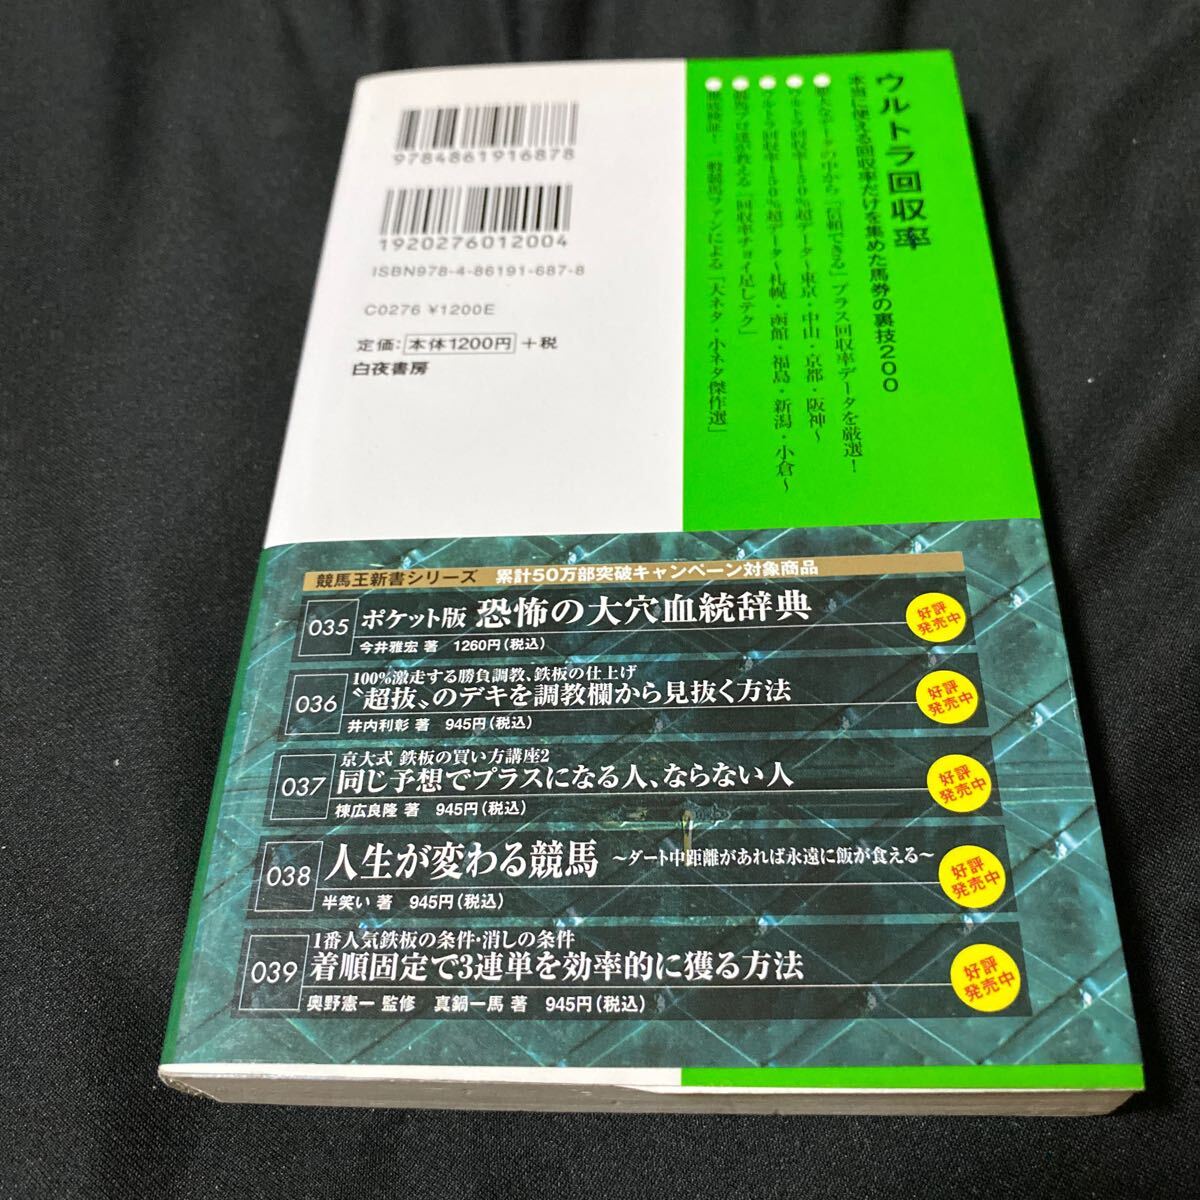 ウルトラ回収率
本当に使える回収率だけを集めた馬券の裏技200
●膨大なデータの中から「信頼できる」プラス回収率データを厳選！
●ウルトラ回収率150%超データ〜東京・中山・京都・阪神〜
●ウルトラ回収率150%超データ〜札幌・函館・福島・新潟・小倉〜
●競馬プロ達が教える「回収率チョイ足しテク」
●徹底検証！ 一般競馬ファンによる「大ネタ・小ネタ傑作選」
9784861916878
1920276012004
ISBN978-4-86191-687-8
C0276 ¥1200E
定価：本体1200円＋税
白夜書房
競馬王新書シリーズ 累計50万部突破キャンペーン対象商品
035 ポケット版 恐怖の大穴血統辞典
今井雅宏 著 1260円（税込）
好評
発売中
100%激走する勝負調教、鉄板の仕上げ
036 〝超抜〟のデキを調教欄から見抜く方法
井内利彰 著 945円（税込）
好評
発売中
京大式 鉄板の買い方講座2
037 同じ予想でプラスになる人、ならない人
棟広良隆 著 945円（税込）
好評
発売中
038 人生が変わる競馬 〜ダート中距離があれば永遠に飯が食える〜
半笑い 著 945円（税込）
好評
発売中
1番人気鉄板の条件・消しの条件
039 着順固定で3連単を効率的に獲る方法
奥野憲一 監修 真鍋一馬 著 945円（税込）
好評
発売中